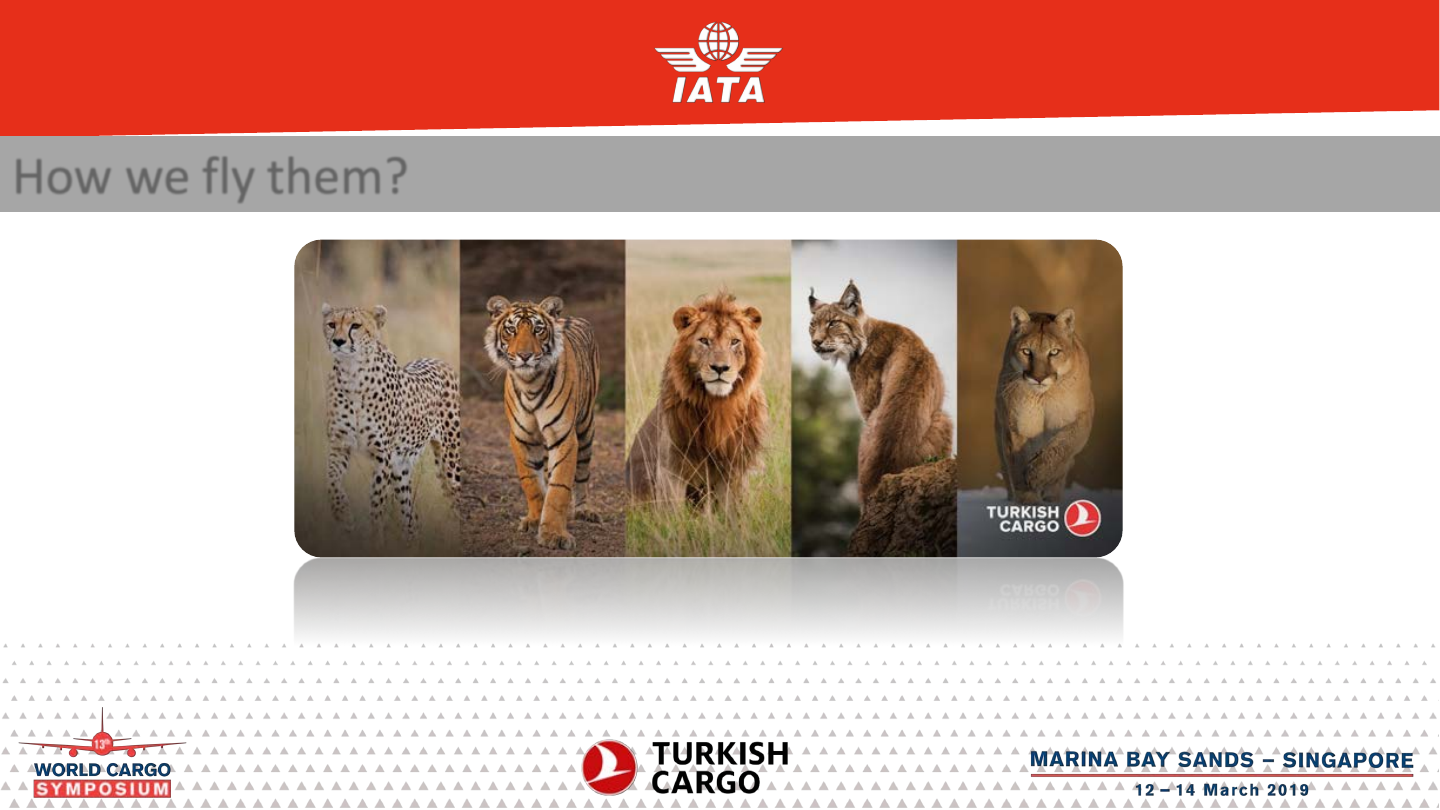 IATA
How we fly them?
TURKISH
CARGO
13th
WORLD CARGO
SYMPOSIUM
TURKISH
CARGO
MARINA BAY SANDS – SINGAPORE
12 – 14 March 2019